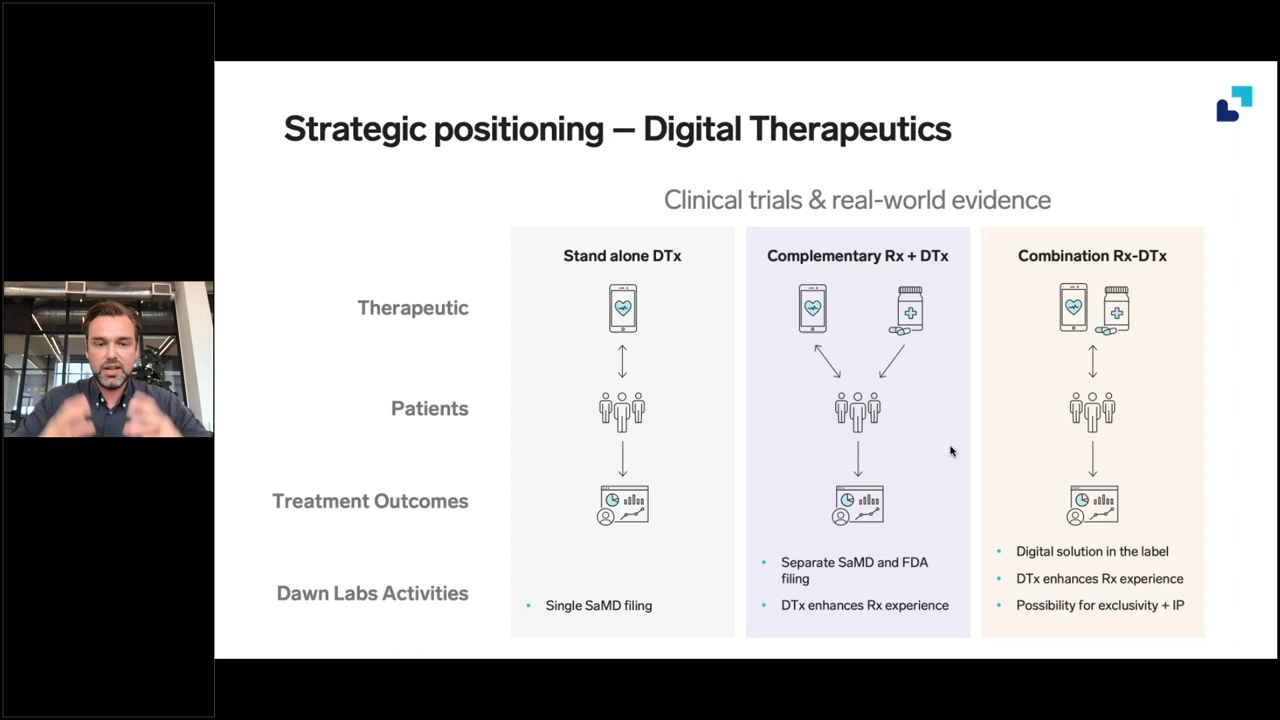 Strategic positioning – Digital Therapeutics
Clinical trials & real-world evidence
Stand alone DTx
Complementary Rx + DTx
Combination Rx-DTx
Therapeutic
Patients
Treatment Outcomes
Dawn Labs Activities
• Single SaMD filing
• Separate SaMD and FDA
filing
• DTx enhances Rx experience
• Digital solution in the label
• DTx enhances Rx experience
• Possibility for exclusivity + IP